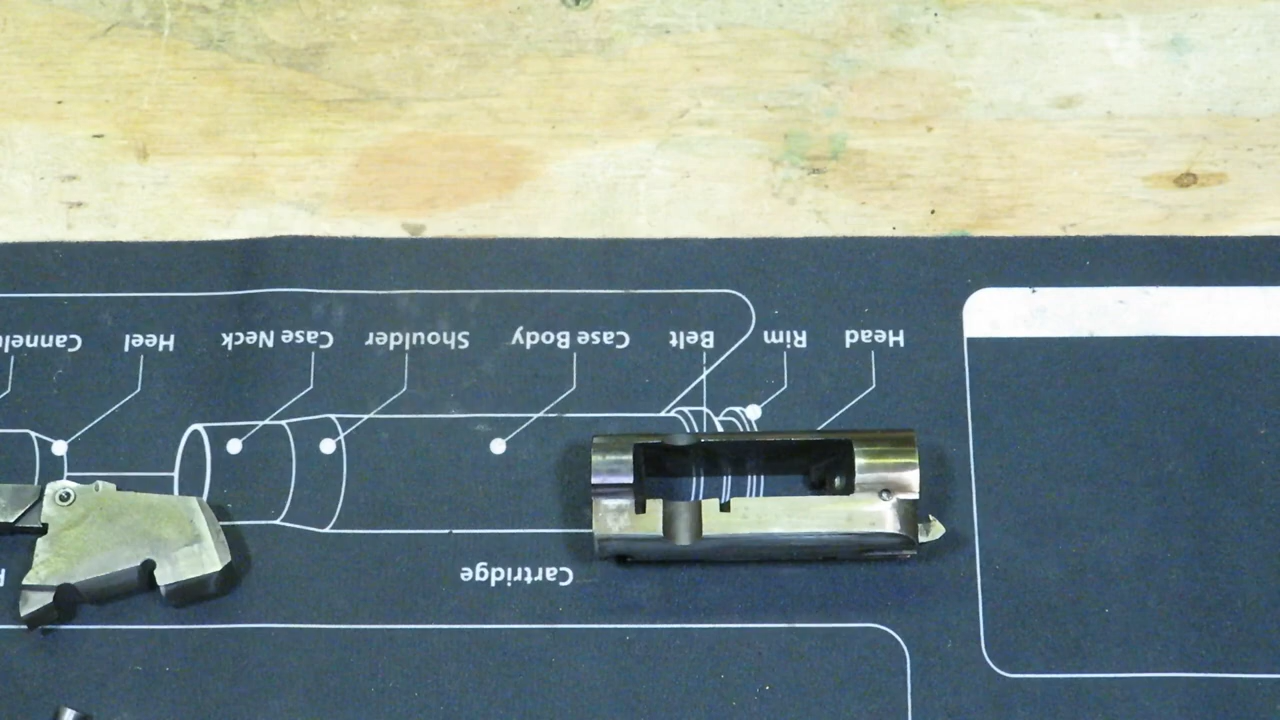 Head
Rim
Belt
Case Body
Shoulder
Case Neck
Heel
Cartridge